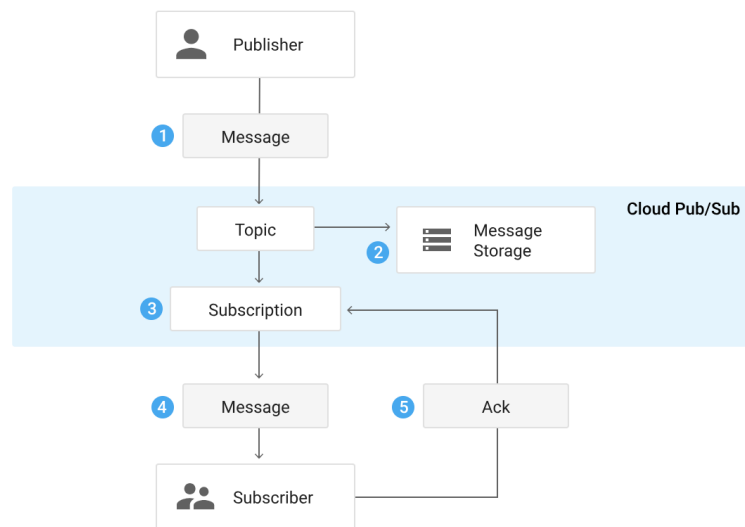 Publisher
1 Message
Cloud Pub/Sub
Topic
2 Message
Storage
3 Subscription
4 Message
5 Ack
Subscriber